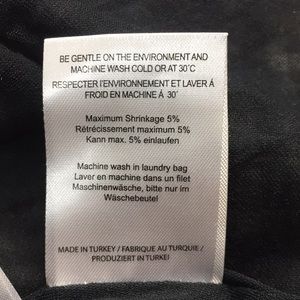 BE GENTLE ON THE ENVIRONMENT AND
MACHINE WASH COLD OR AT 30°C
RESPECTER l'ENVIRONEMENT ET LAVER Á
FROID EN MACHINE Á 30°
Maximum Shrinkage 5%
Rétrécissement maximum 5%
Kann max. 5% einlaufen
Machine wash in laundry bag
Laver en machine dans un filet
Maschinenwäsche, bitte nur im
Wäschebeutel
MADE IN TURKEY / FABRIQUE AU TURQUIE /
PRODUZIERT IN TURKEI